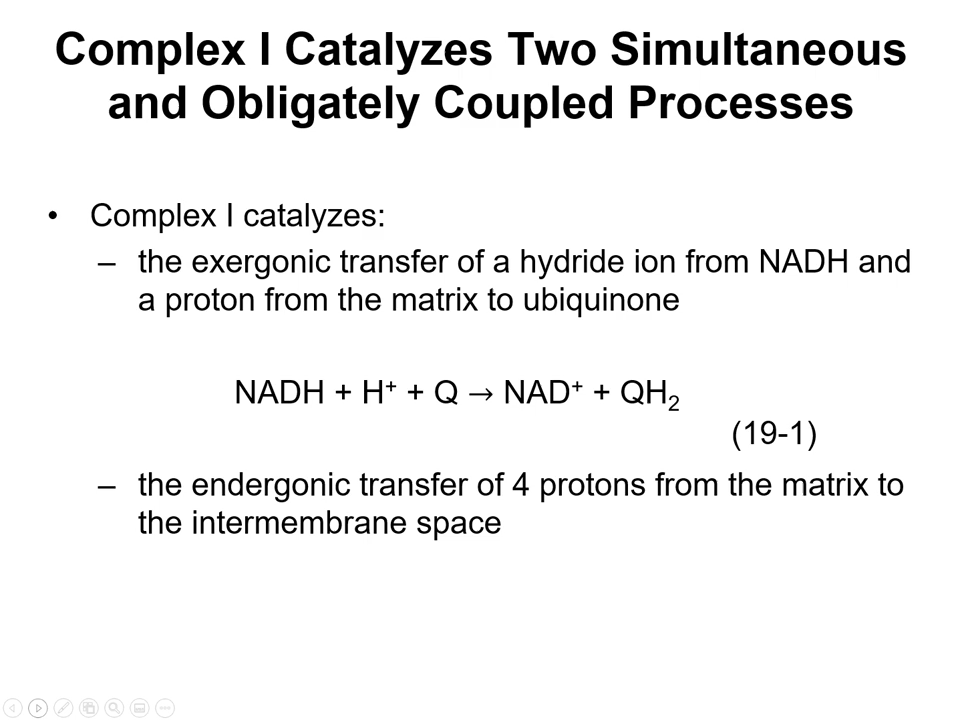 Complex I Catalyzes Two Simultaneous
and Obligately Coupled Processes
• Complex I catalyzes:
– the exergonic transfer of a hydride ion from NADH and
a proton from the matrix to ubiquinone
NADH + H⁺ + Q → NAD⁺ + QH₂
(19-1)
– the endergonic transfer of 4 protons from the matrix to
the intermembrane space